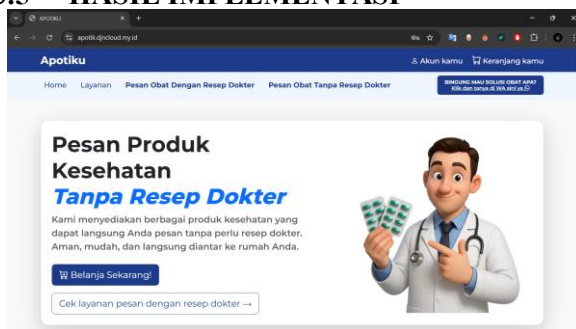 HASIL IMPLEMENTASI
APOTIKU
apotik.djncloud.my.id
Apotiku
Akun kamu
Keranjang kamu
Home
Layanan
Pesan Obat Dengan Resep Dokter
Pesan Obat Tanpa Resep Dokter
BINGUNG MAU SOLUSI OBAT APA?
Klik dan tanya di WA sini ya
Pesan Produk
Kesehatan
Tanpa Resep Dokter
Kami menyediakan berbagai produk kesehatan yang
dapat langsung Anda pesan tanpa perlu resep dokter.
Aman, mudah, dan langsung diantar ke rumah Anda.
Belanja Sekarang!
Cek layanan pesan dengan resep dokter →